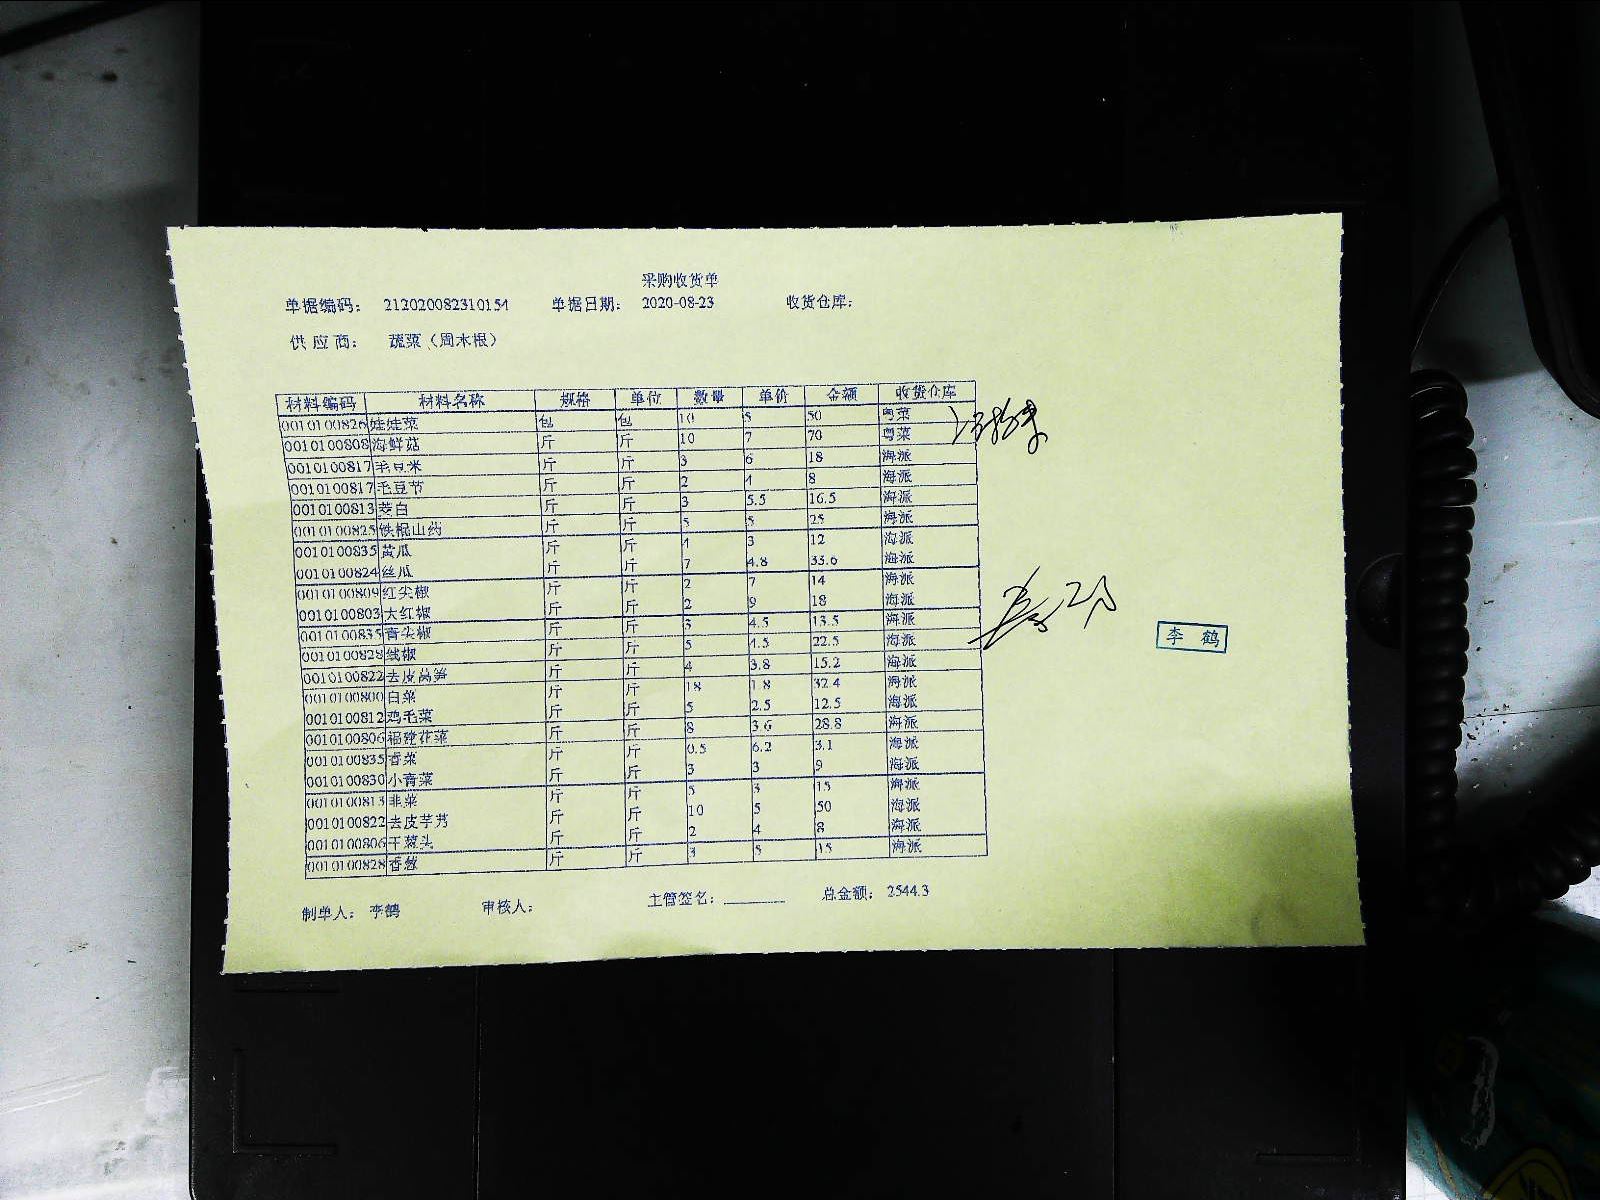 采购收货单
单据编码： 212020082310154 单据日期： 2020-08-23 收货仓库：
供 应 商： 蔬菜（周木根）
材料编码 材料名称 规格 单位 数量 单价 金额 收货仓库
0010100826 娃娃菜 包 包 10 5 50 粤菜
0010100808 海鲜菇 斤 斤 10 7 70 粤菜
0010100817 毛豆米 斤 斤 3 6 18 海派
0010100817 毛豆节 斤 斤 2 4 8 海派
0010100813 茭白 斤 斤 3 5.5 16.5 海派
0010100825 铁棍山药 斤 斤 5 5 25 海派
0010100835 黄瓜 斤 斤 4 3 12 海派
0010100824 丝瓜 斤 斤 7 4.8 33.6 海派
0010100809 红尖椒 斤 斤 2 7 14 海派
0010100803 大红椒 斤 斤 2 9 18 海派
0010100835 青尖椒 斤 斤 3 4.5 13.5 海派
0010100828 线椒 斤 斤 5 4.5 22.5 海派
0010100822 去皮莴笋 斤 斤 4 3.8 15.2 海派
0010100800 白菜 斤 斤 18 1.8 32.4 海派
0010100812 鸡毛菜 斤 斤 5 2.5 12.5 海派
0010100806 福建花菜 斤 斤 8 3.6 28.8 海派
0010100835 香菜 斤 斤 0.5 6.2 3.1 海派
0010100830 小青菜 斤 斤 3 3 9 海派
0010100813 韭菜 斤 斤 5 3 15 海派
0010100822 去皮芋艿 斤 斤 10 5 50 海派
0010100806 干葱头 斤 斤 2 4 8 海派
0010100828 香葱 斤 斤 3 5 15 海派
李 鹤
制单人： 李鹤 审核人： 主管签名： 总金额： 2544.3